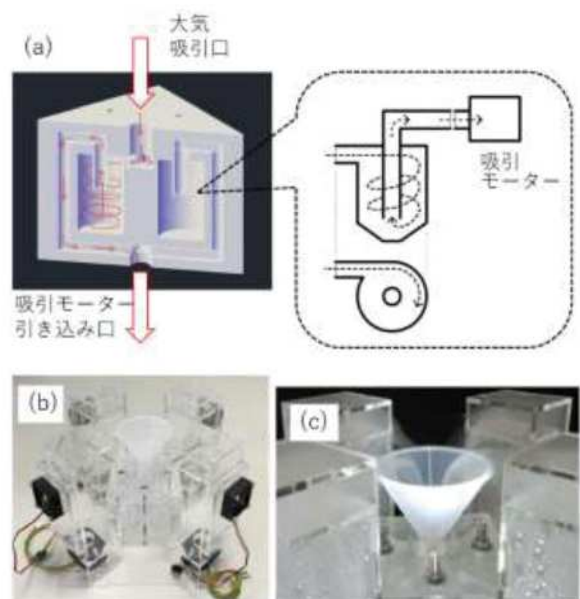 (a)
大気
吸引口
吸引
モーター
吸引モーター
引き込み口
(b)
(c)